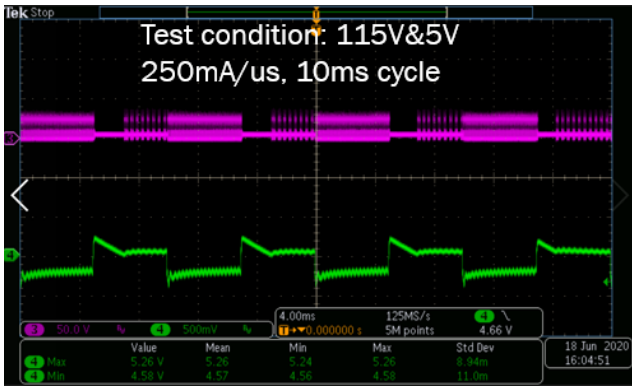 Tek Stop
T
Test condition: 115V&5V
250mA/us, 10ms cycle
3
4
3 50.0 V 4 500mV
4.00ms 125MS/s 4
T 0.000000 s 5M points 4.66 V
Value Mean Min Max Std Dev
4 Max 5.26 V 5.26 5.24 5.26 8.94m
4 Min 4.58 V 4.57 4.56 4.58 11.0m
18 Jun 2020
16:04:51